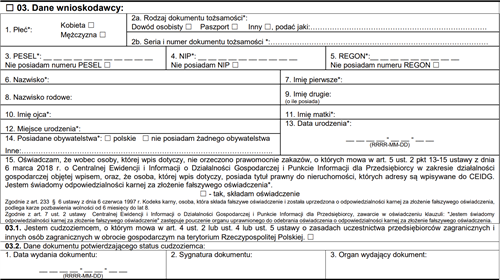 ☐ 03. Dane wnioskodawcy:
1. Płeć*:
Kobieta ☐
Mężczyzna ☐
2a. Rodzaj dokumentu tożsamości*:
Dowód osobisty ☐ Paszport ☐ Inny ☐, podać jaki:
2b. Seria i numer dokumentu tożsamości *:
3. PESEL*:
Nie posiadam numeru PESEL ☐
4. NIP*:
Nie posiadam NIP ☐
5. REGON*:
Nie posiadam numeru REGON ☐
6. Nazwisko*:
7. Imię pierwsze*:
8. Nazwisko rodowe:
9. Imię drugie:
(o ile posiada)
10. Imię ojca*:
11. Imię matki*:
12. Miejsce urodzenia*:
13. Data urodzenia*:
(RRRR-MM-DD)
14. Posiadane obywatelstwa*: ☐ polskie ☐ nie posiadam żadnego obywatelstwa
Inne:
15. Oświadczam, że wobec osoby, której wpis dotyczy, nie orzeczono prawomocnie zakazów, o których mowa w art. 5 ust. 2 pkt 13-15 ustawy z dnia
6 marca 2018 r. o Centralnej Ewidencji i Informacji o Działalności Gospodarczej i Punkcie Informacji dla Przedsiębiorcy w zakresie działalności
gospodarczej objętej wpisem, oraz, że osoba, której wpis dotyczy, posiada tytuł prawny do nieruchomości, których adresy są wpisywane do CEIDG.
Jestem świadomy odpowiedzialności karnej za złożenie fałszywego oświadczenia*.
☐ - tak, składam oświadczenie
Zgodnie z art. 233 § 6 ustawy z dnia 6 czerwca 1997 r. Kodeks karny, osoba, która składa fałszywe oświadczenie i została uprzedzona o odpowiedzialności karnej za złożenie fałszywego oświadczenia,
podlega karze pozbawienia wolności od 6 miesięcy do lat 8.
Zgodnie z art. 7 ust. 2 ustawy Centralnej Ewidencji i Informacji o Działalności Gospodarczej i Punkcie Informacji dla Przedsiębiorcy, zawarcie w oświadczeniu klauzuli: "Jestem świadomy
odpowiedzialności karnej za złożenie fałszywego oświadczenia" zastępuje pouczenie organu uprawnionego do odebrania oświadczenia o odpowiedzialności karnej za złożenie fałszywego oświadczenia.
03.1. Jestem cudzoziemcem, o którym mowa w art. 4 ust. 2 lub ust. 4 lub ust. 5 ustawy o zasadach uczestnictwa przedsiębiorców zagranicznych i
innych osób zagranicznych w obrocie gospodarczym na terytorium Rzeczypospolitej Polskiej. ☐
03.2. Dane dokumentu potwierdzającego status cudzoziemca:
1. Data wydania dokumentu:
(RRRR-MM-DD)
2. Sygnatura dokumentu:
3. Organ wydający dokument: